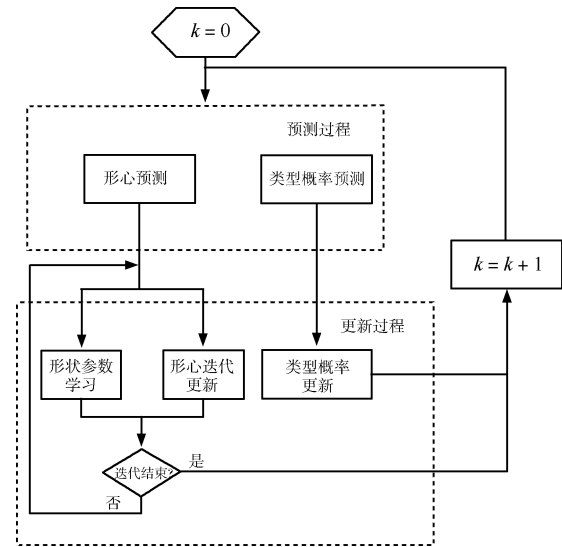 k = 0
预测过程
形心预测
类型概率预测
k = k + 1
更新过程
形状参数
学习
形心迭代
更新
类型概率
更新
迭代结束?
是
否